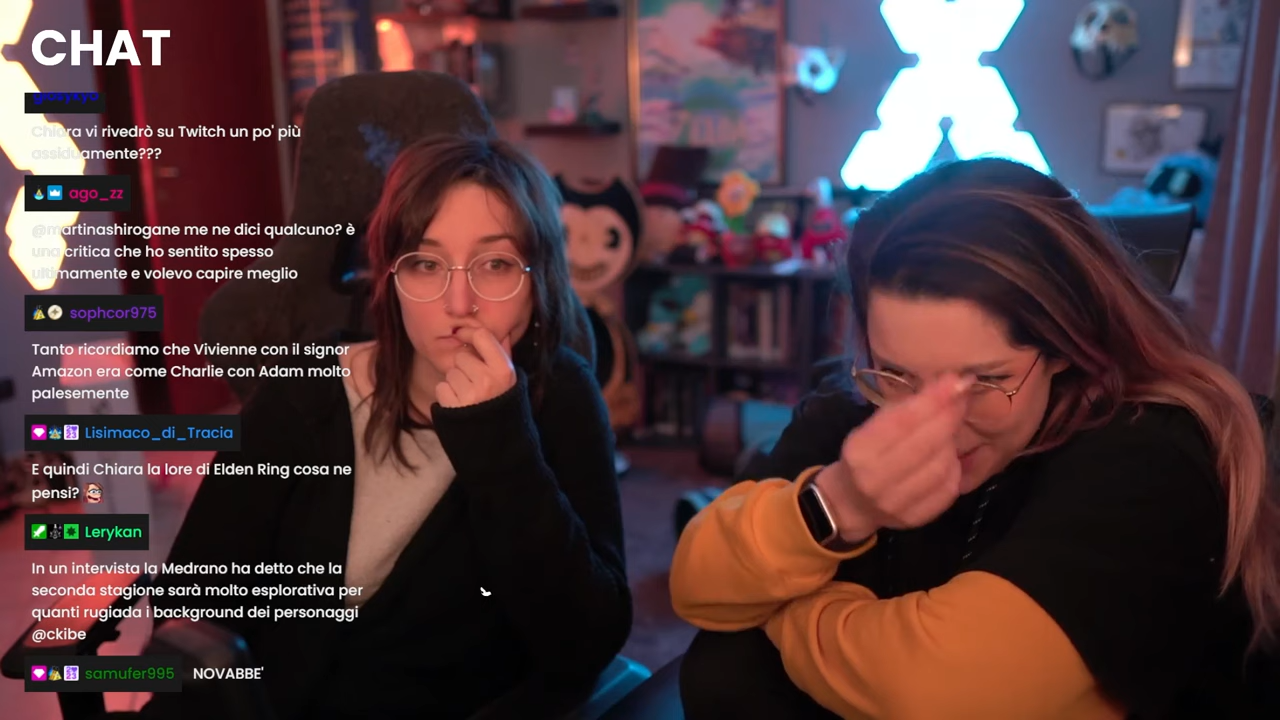 CHAT
Chiara vi rivedrò su Twitch un po' più
assiduamente???
ago_zz
@martinashirogane me ne dici qualcuno? è
una critica che ho sentito spesso
ultimamente e volevo capire meglio
sophcor975
Tanto ricordiamo che Vivienne con il signor
Amazon era come Charlie con Adam molto
palesemente
Lisimaco_di_Tracia
E quindi Chiara la lore di Elden Ring cosa ne
pensi?
Lerykan
In un intervista la Medrano ha detto che la
seconda stagione sarà molto esplorativa per
quanti rugiada i background dei personaggi
@ckibe
samufer995 NOVABBE'